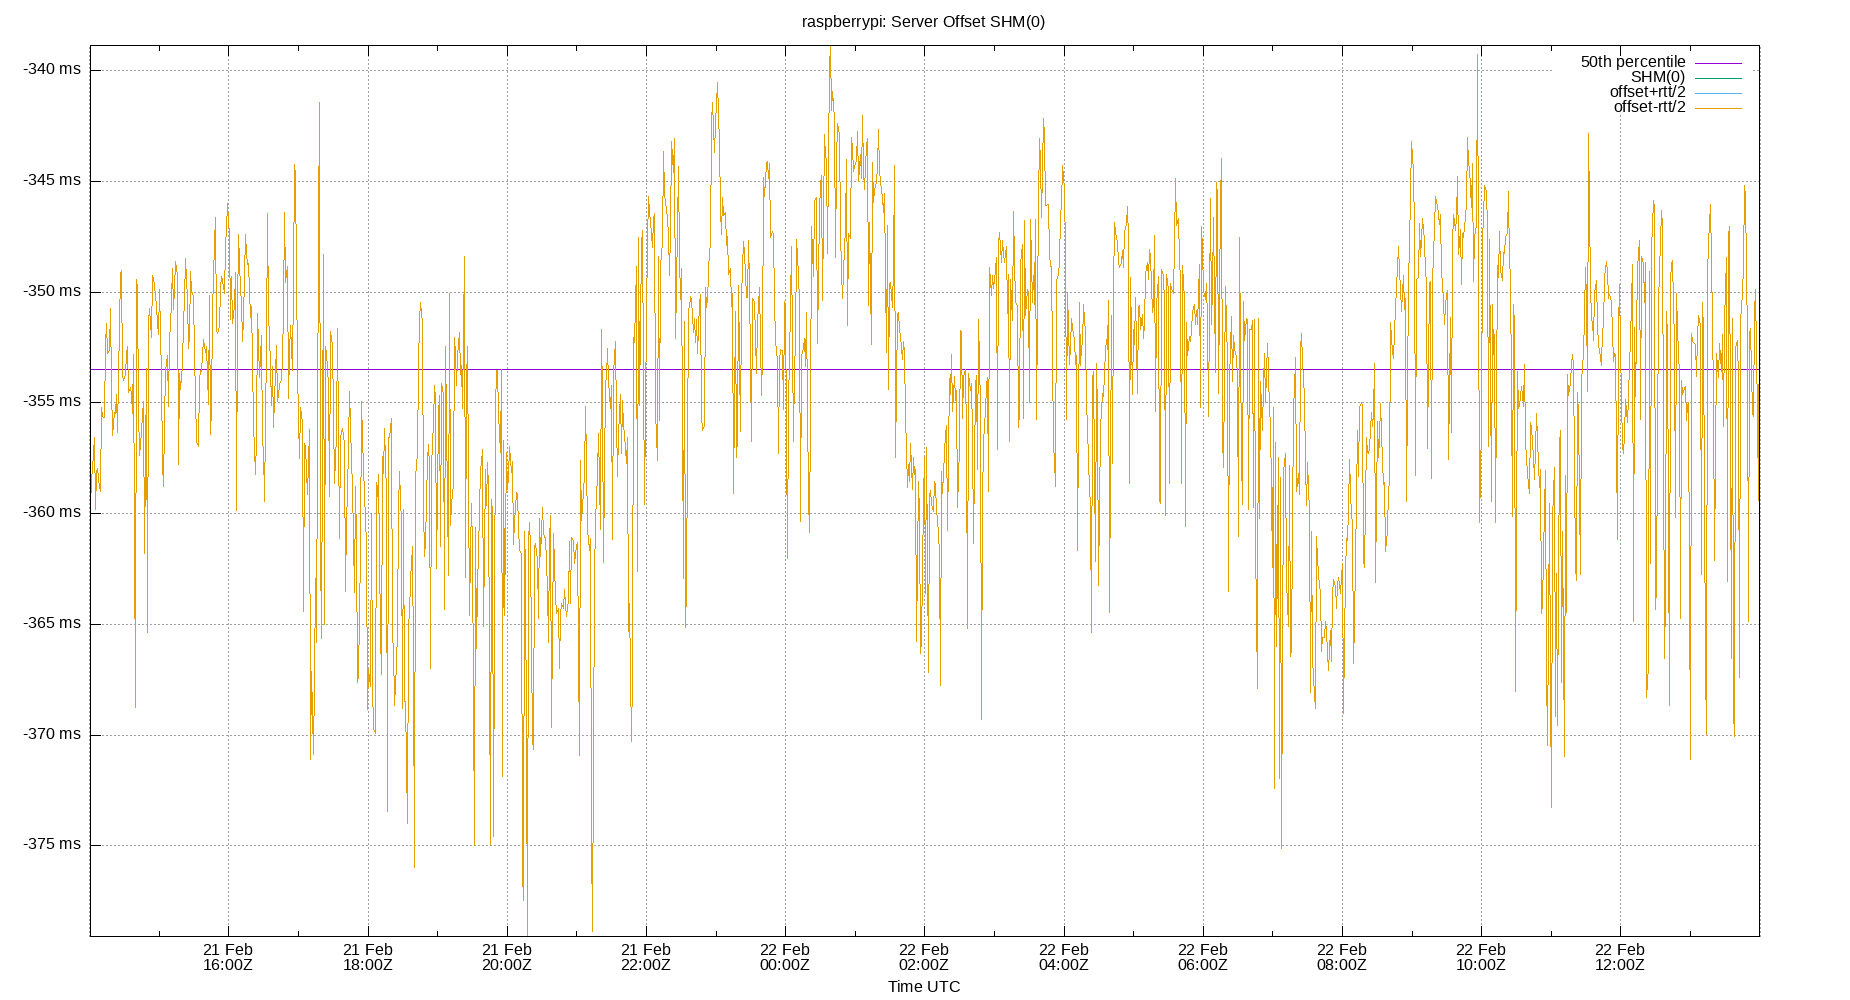 raspberrypi: Server Offset SHM(0)
50th percentile
SHM(0)
offset+rtt/2
offset-rtt/2
-340 ms
-345 ms
-350 ms
-355 ms
-360 ms
-365 ms
-370 ms
-375 ms
21 Feb 21 Feb 21 Feb 21 Feb 22 Feb 22 Feb 22 Feb 22 Feb 22 Feb 22 Feb 22 Feb
16:00Z 18:00Z 20:00Z 22:00Z 00:00Z 02:00Z 04:00Z 06:00Z 08:00Z 10:00Z 12:00Z
Time UTC